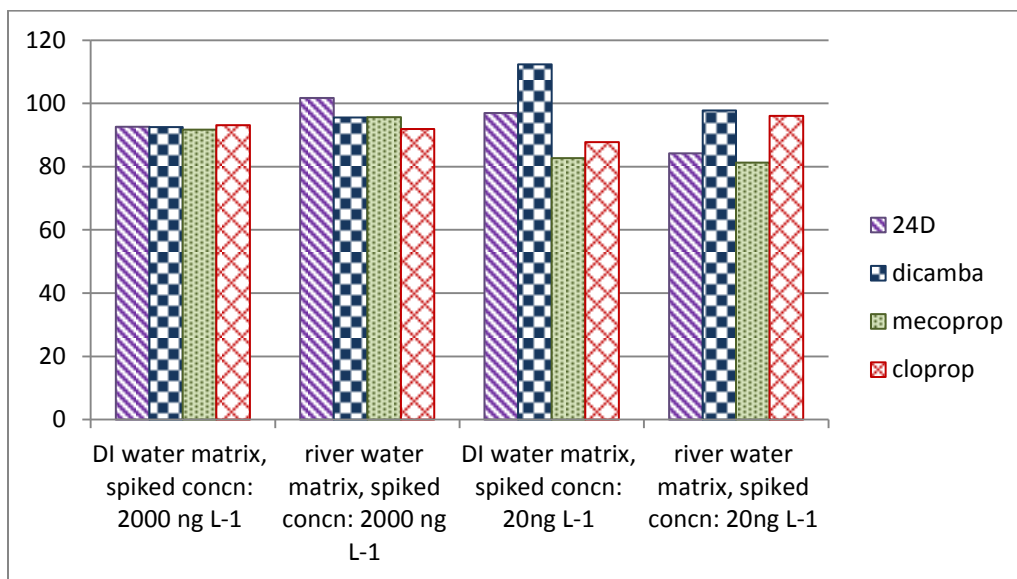 120
100
80
60
40
20
0
DI water matrix,
spiked concn:
2000 ng L-1
river water
matrix, spiked
concn: 2000 ng
L-1
DI water matrix,
spiked concn:
20ng L-1
river water
matrix, spiked
concn: 20ng L-1
24D
dicamba
mecoprop
cloprop